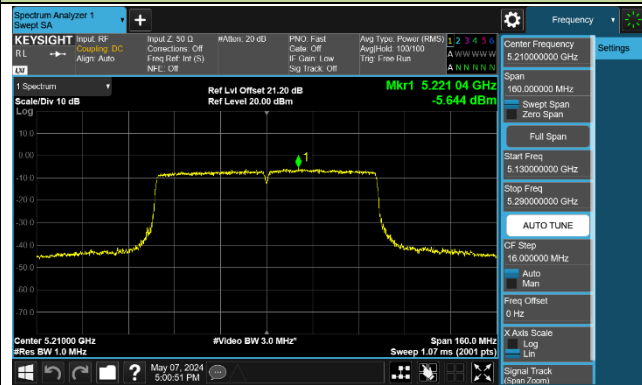 Spectrum Analyzer 1
Swept SA
Frequency
KEYSIGHT
Input: RF
Input Z: 50 Ω
#Atten: 20 dB
PNO: Fast
Avg Type: Power (RMS)
1 2 3 4 5 6
RL
Coupling: DC
Corrections: Off
Gate: Off
Avg|Hold: 100/100
A W W W W W
Align: Auto
Freq Ref: Int (S)
IF Gain: Low
Trig: Free Run
NFE: Off
Sig Track: Off
A N N N N N
LXI
1 Spectrum
Ref Lvl Offset 21.20 dB
Mkr1 5.221 04 GHz
Scale/Div 10 dB
Ref Level 20.00 dBm
-5.644 dBm
Log
10.0
0.00
-10.0
-20.0
-30.0
-40.0
-50.0
-60.0
-70.0
1
Center 5.21000 GHz
#Video BW 3.0 MHz*
Span 160.0 MHz
#Res BW 1.0 MHz
Sweep 1.07 ms (2001 pts)
May 07, 2024
5:00:51 PM
Center Frequency
5.210000000 GHz
Settings
Span
160.000000 MHz
Swept Span
Zero Span
Full Span
Start Freq
5.130000000 GHz
Stop Freq
5.290000000 GHz
AUTO TUNE
CF Step
16.000000 MHz
Auto
Man
Freq Offset
0 Hz
X Axis Scale
Log
Lin
Signal Track
(Span Zoom)